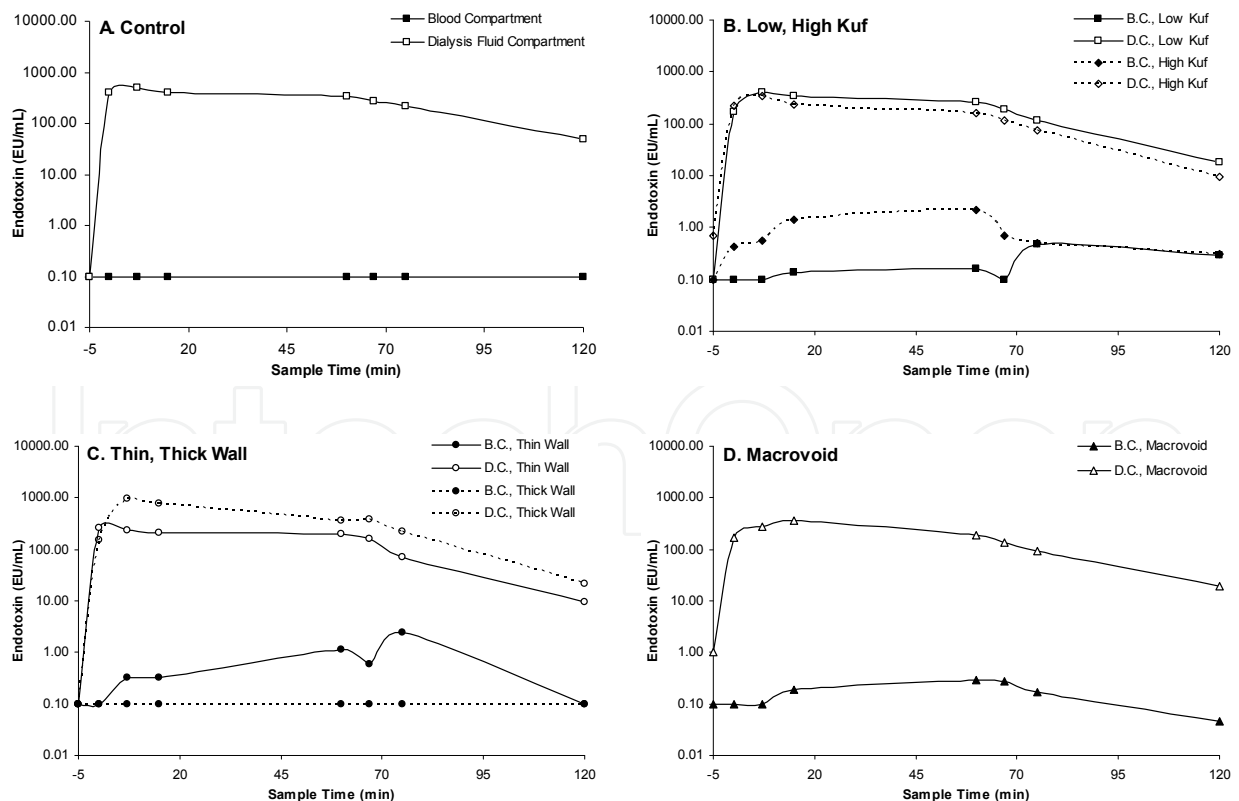 A. Control
Blood Compartment
Dialysis Fluid Compartment
Endotoxin (EU/mL)
10000.00
1000.00
100.00
10.00
1.00
0.10
0.01
-5 20 45 70 95 120
Sample Time (min)
B. Low, High Kuf
B.C., Low Kuf
D.C., Low Kuf
B.C., High Kuf
D.C., High Kuf
Endotoxin (EU/mL)
10000.00
1000.00
100.00
10.00
1.00
0.10
0.01
-5 20 45 70 95 120
Sample Time (min)
IntechOpen
C. Thin, Thick Wall
B.C., Thin Wall
D.C., Thin Wall
B.C., Thick Wall
D.C., Thick Wall
Endotoxin (EU/mL)
10000.00
1000.00
100.00
10.00
1.00
0.10
0.01
-5 20 45 70 95 120
Sample Time (min)
D. Macrovoid
B.C., Macrovoid
D.C., Macrovoid
Endotoxin (EU/mL)
10000.00
1000.00
100.00
10.00
1.00
0.10
0.01
-5 20 45 70 95 120
Sample Time (min)